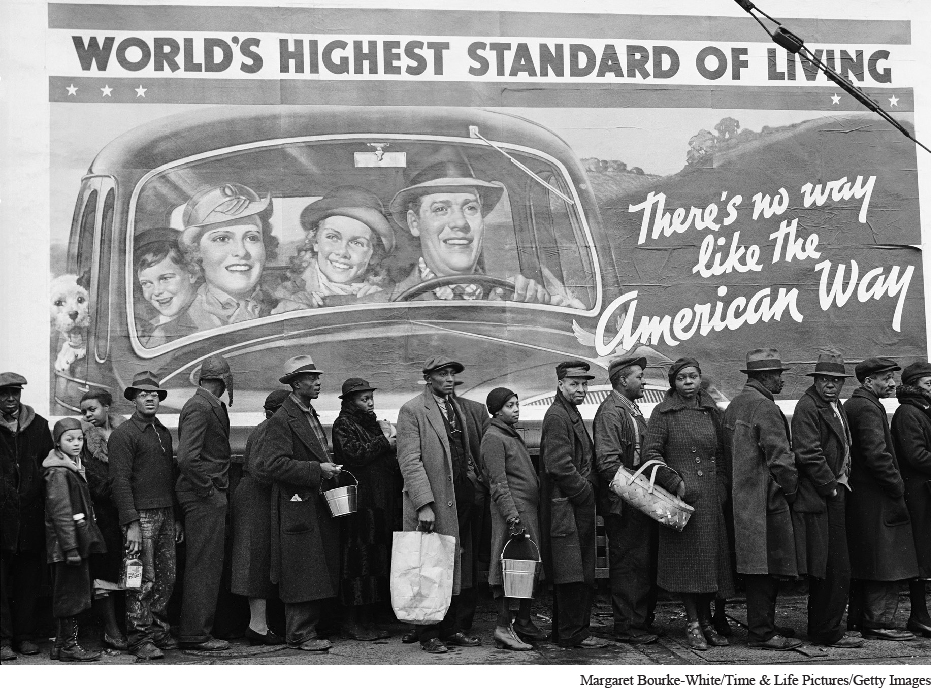 WORLD'S HIGHEST STANDARD OF LIVING
There's no way
like the
American Way
Margaret Bourke-White/Time & Life Pictures/Getty Images